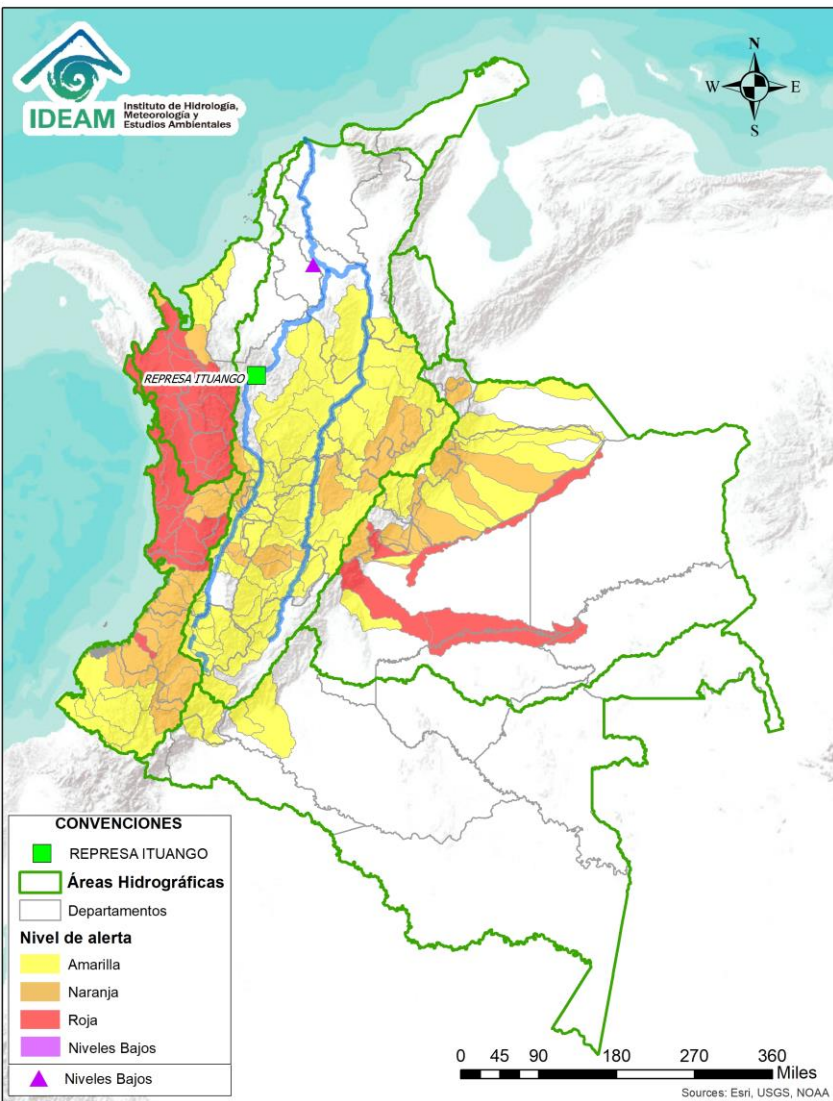 IDEAM
Instituto de Hidrología,
Meteorología y
Estudios Ambientales
N
W
E
S
REPRESA ITUANGO
CONVENCIONES
REPRESA ITUANGO
Áreas Hidrográficas
Departamentos
Nivel de alerta
Amarilla
Naranja
Roja
Niveles Bajos
Niveles Bajos
0 45 90 180 270 360
Miles
Sources: Esri, USGS, NOAA